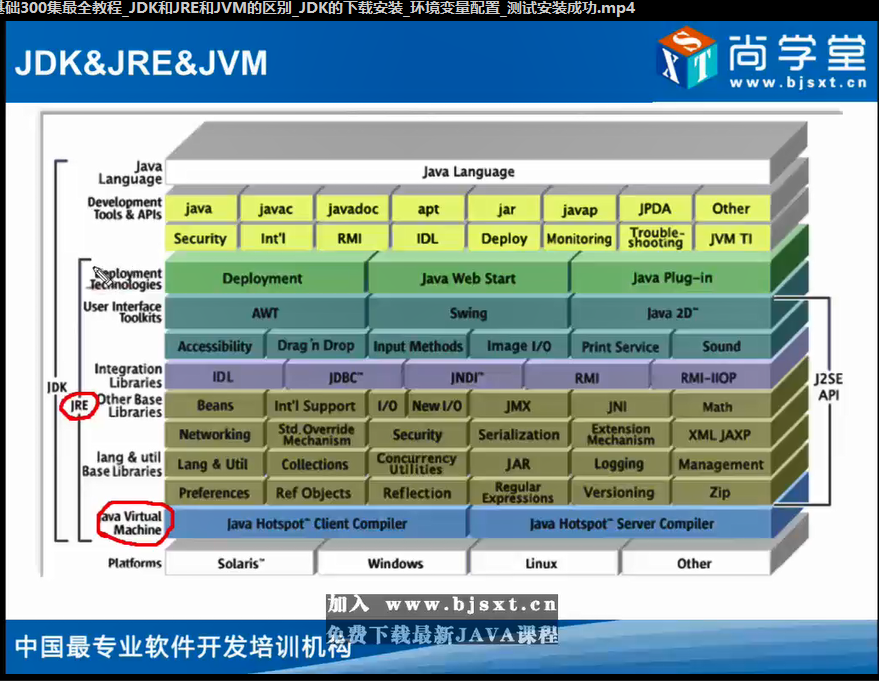 础300集最全教程_JDK和JRE和JVM的区别_JDK的下载安装_环境变量配置_测试安装成功.mp4
JDK&JRE&JVM
SXT 尚学堂
www.bjsxt.cn
Java Language
Java Language
Development Tools & APIs
java javac javadoc apt jar javap JPDA Other
Security Int'l RMI IDL Deploy Monitoring Trouble-shooting JVM TI
Deployment Technologies
Deployment Java Web Start Java Plug-in
User Interface Toolkits
AWT Swing Java 2D™
Accessibility Drag'n Drop Input Methods Image I/O Print Service Sound
Integration Libraries
IDL JDBC™ JNDI™ RMI RMI-IIOP
JDK
JRE
J2SE API
Other Base Libraries
Beans Int'l Support I/O New I/O JMX JNI Math
Networking Std. Override Mechanism Security Serialization Extension Mechanism XML JAXP
lang & util Base Libraries
Lang & Util Collections Concurrency Utilities JAR Logging Management
Preferences Ref Objects Reflection Regular Expressions Versioning Zip
Java Virtual Machine
Java Hotspot™ Client Compiler Java Hotspot™ Server Compiler
Platforms
Solaris™ Windows Linux Other
加入 www.bjsxt.cn
免费下载最新JAVA课程
中国最专业软件开发培训机构